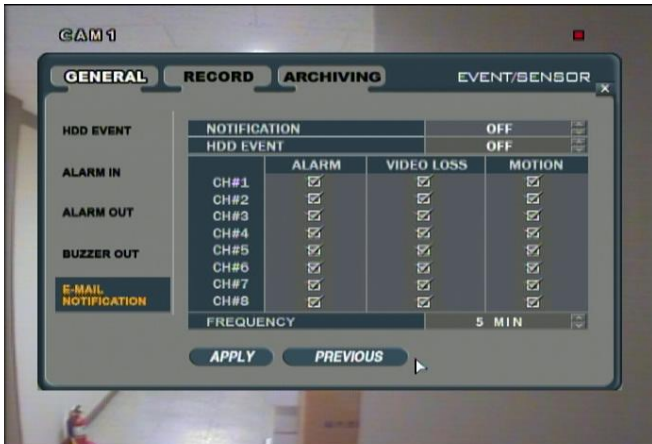 CAM 1
GENERAL RECORD ARCHIVING EVENT/SENSOR
HDD EVENT
ALARM IN
ALARM OUT
BUZZER OUT
E-MAIL
NOTIFICATION
NOTIFICATION OFF
HDD EVENT OFF
ALARM VIDEO LOSS MOTION
CH#1
CH#2
CH#3
CH#4
CH#5
CH#6
CH#7
CH#8
FREQUENCY 5 MIN
APPLY PREVIOUS